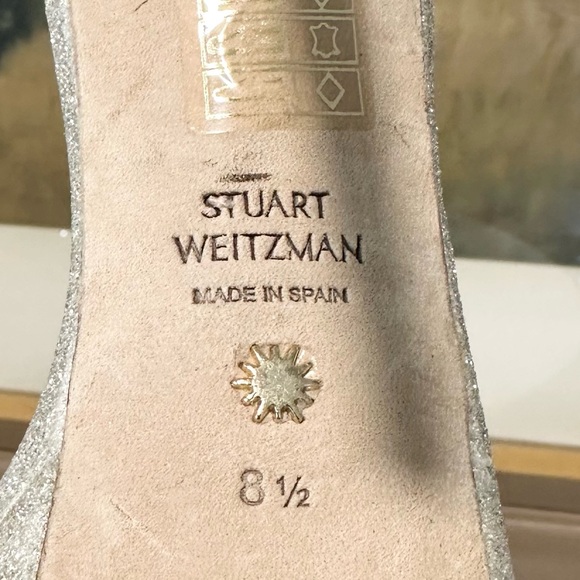 STUART
WEITZMAN
MADE IN SPAIN
8 1/2